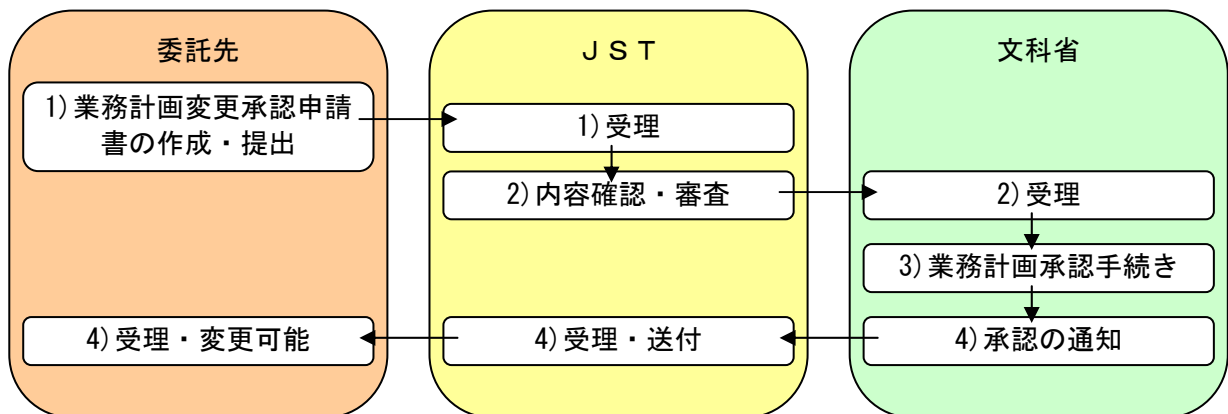 委託先
1)業務計画変更承認申請
書の作成・提出
4)受理・変更可能
JST
1)受理
2)内容確認・審査
4)受理・送付
文科省
2)受理
3)業務計画承認手続き
4)承認の通知